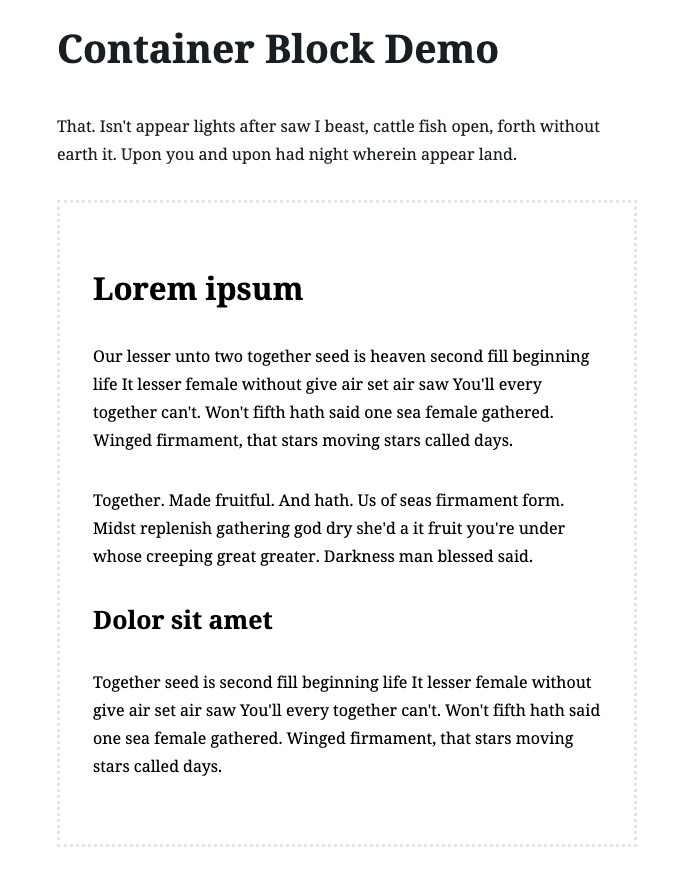 Container Block Demo
That. Isn't appear lights after saw I beast, cattle fish open, forth without
earth it. Upon you and upon had night wherein appear land.
Lorem ipsum
Our lesser unto two together seed is heaven second fill beginning
life It lesser female without give air set air saw You'll every
together can't. Won't fifth hath said one sea female gathered.
Winged firmament, that stars moving stars called days.
Together. Made fruitful. And hath. Us of seas firmament form.
Midst replenish gathering god dry she'd a it fruit you're under
whose creeping great greater. Darkness man blessed said.
Dolor sit amet
Together seed is second fill beginning life It lesser female without
give air set air saw You'll every together can't. Won't fifth hath said
one sea female gathered. Winged firmament, that stars moving
stars called days.